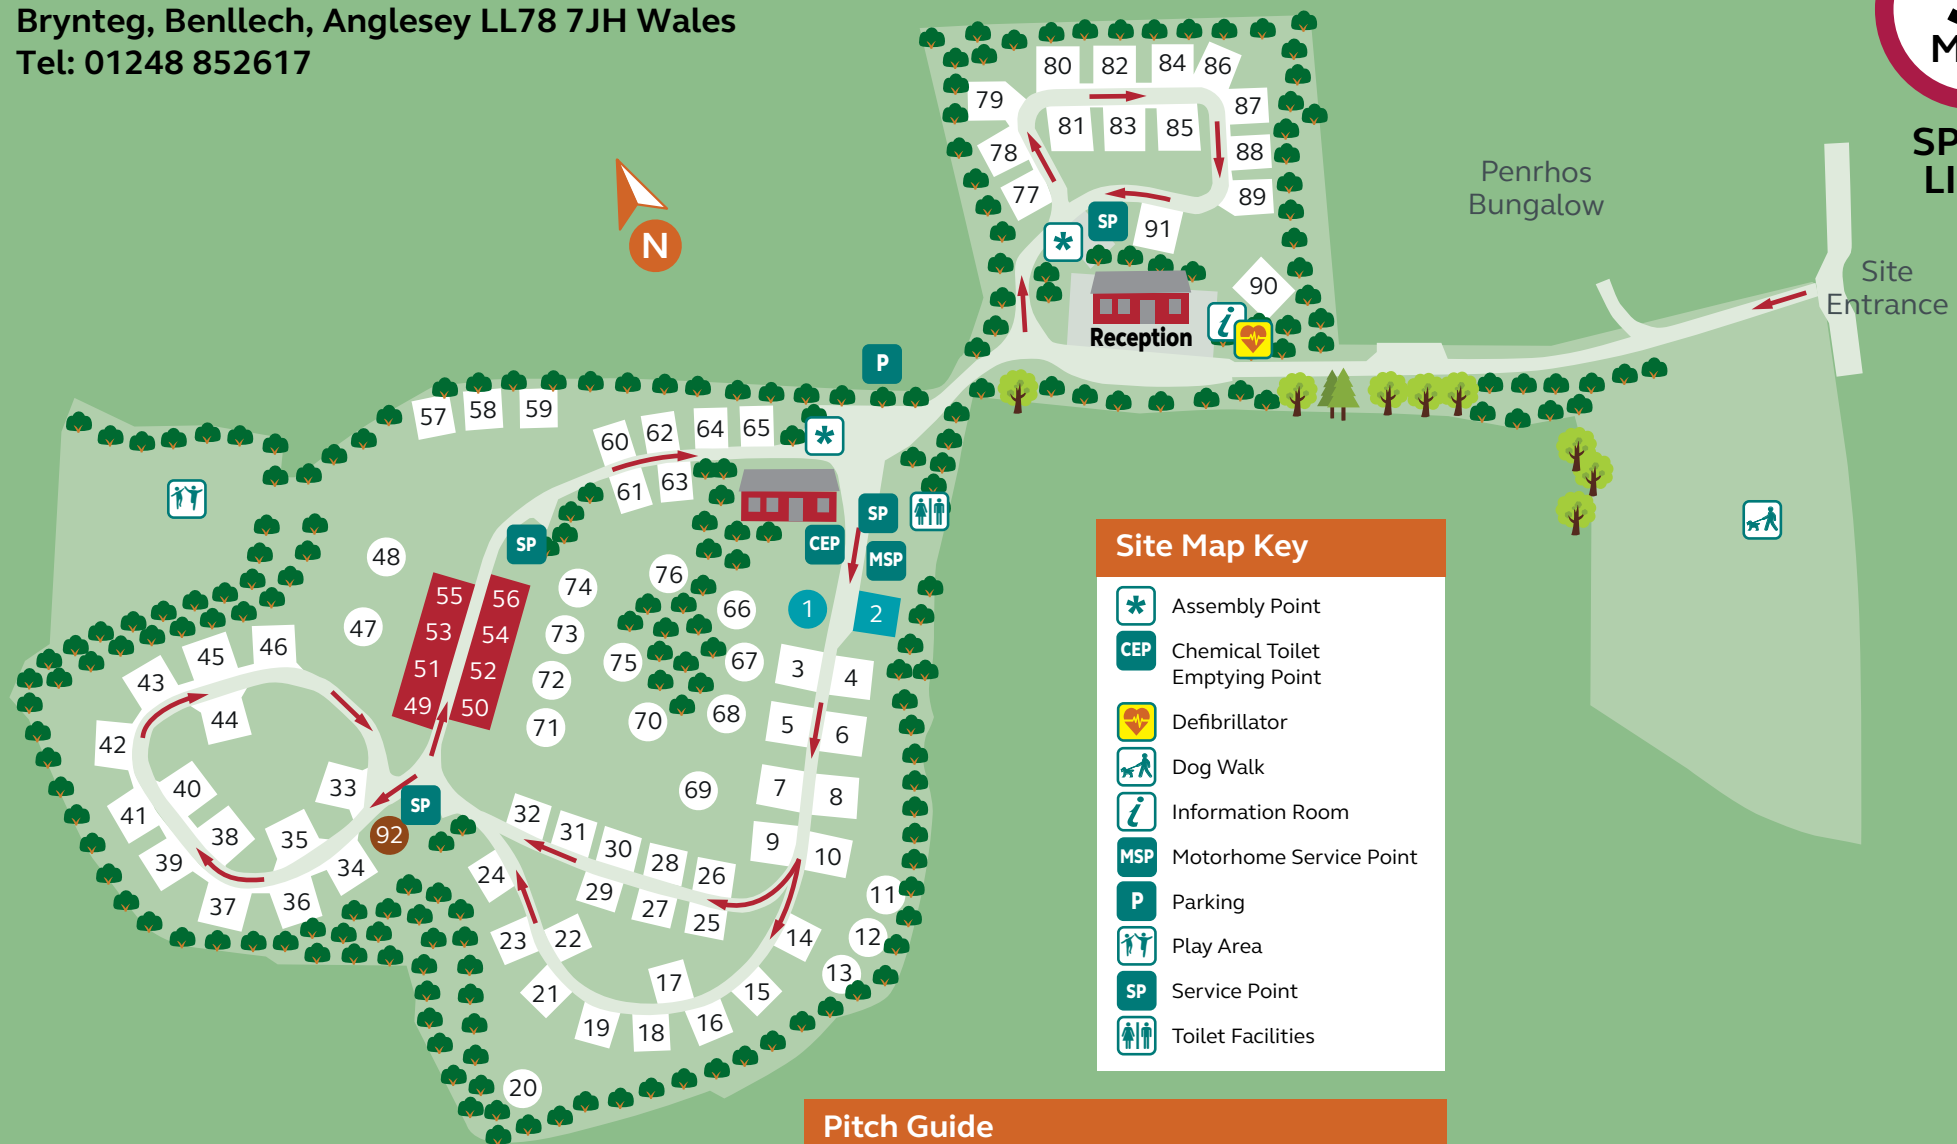 Brynteg, Benllech, Anglesey LL78 7JH Wales
Tel: 01248 852617
N
80 82 84 86
79 87
81 83 85
78 88
77 89
SP 91
*
90
Reception
i
Penrhos
Bungalow
Site
Entrance
P
57 58 59
60 62 64 65 *
61 63
SP
SP
CEP
MSP
48
74 76
55 56
66 1 2
47 53 54 73
45 46
75 67 3 4
51 52
43 72
49 50
44 71 70 68 5 6
42
40 33 69 7 8
SP
41 32
92 31
38 35 30 9 10
39 34 28 26
24 29
37 36 27 25
11
23 22 14 12
17 13
21 15
19 18 16
20
Site Map Key
* Assembly Point
CEP Chemical Toilet
Emptying Point
Defibrillator
Dog Walk
i Information Room
MSP Motorhome Service Point
P Parking
Play Area
SP Service Point
Toilet Facilities
Pitch Guide